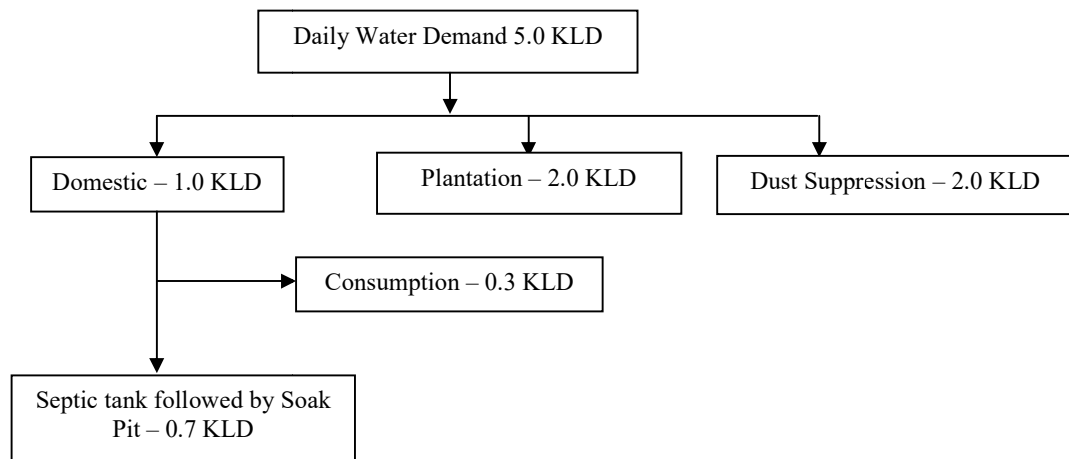 Daily Water Demand 5.0 KLD
Domestic – 1.0 KLD
Plantation – 2.0 KLD
Dust Suppression – 2.0 KLD
Consumption – 0.3 KLD
Septic tank followed by Soak
Pit – 0.7 KLD